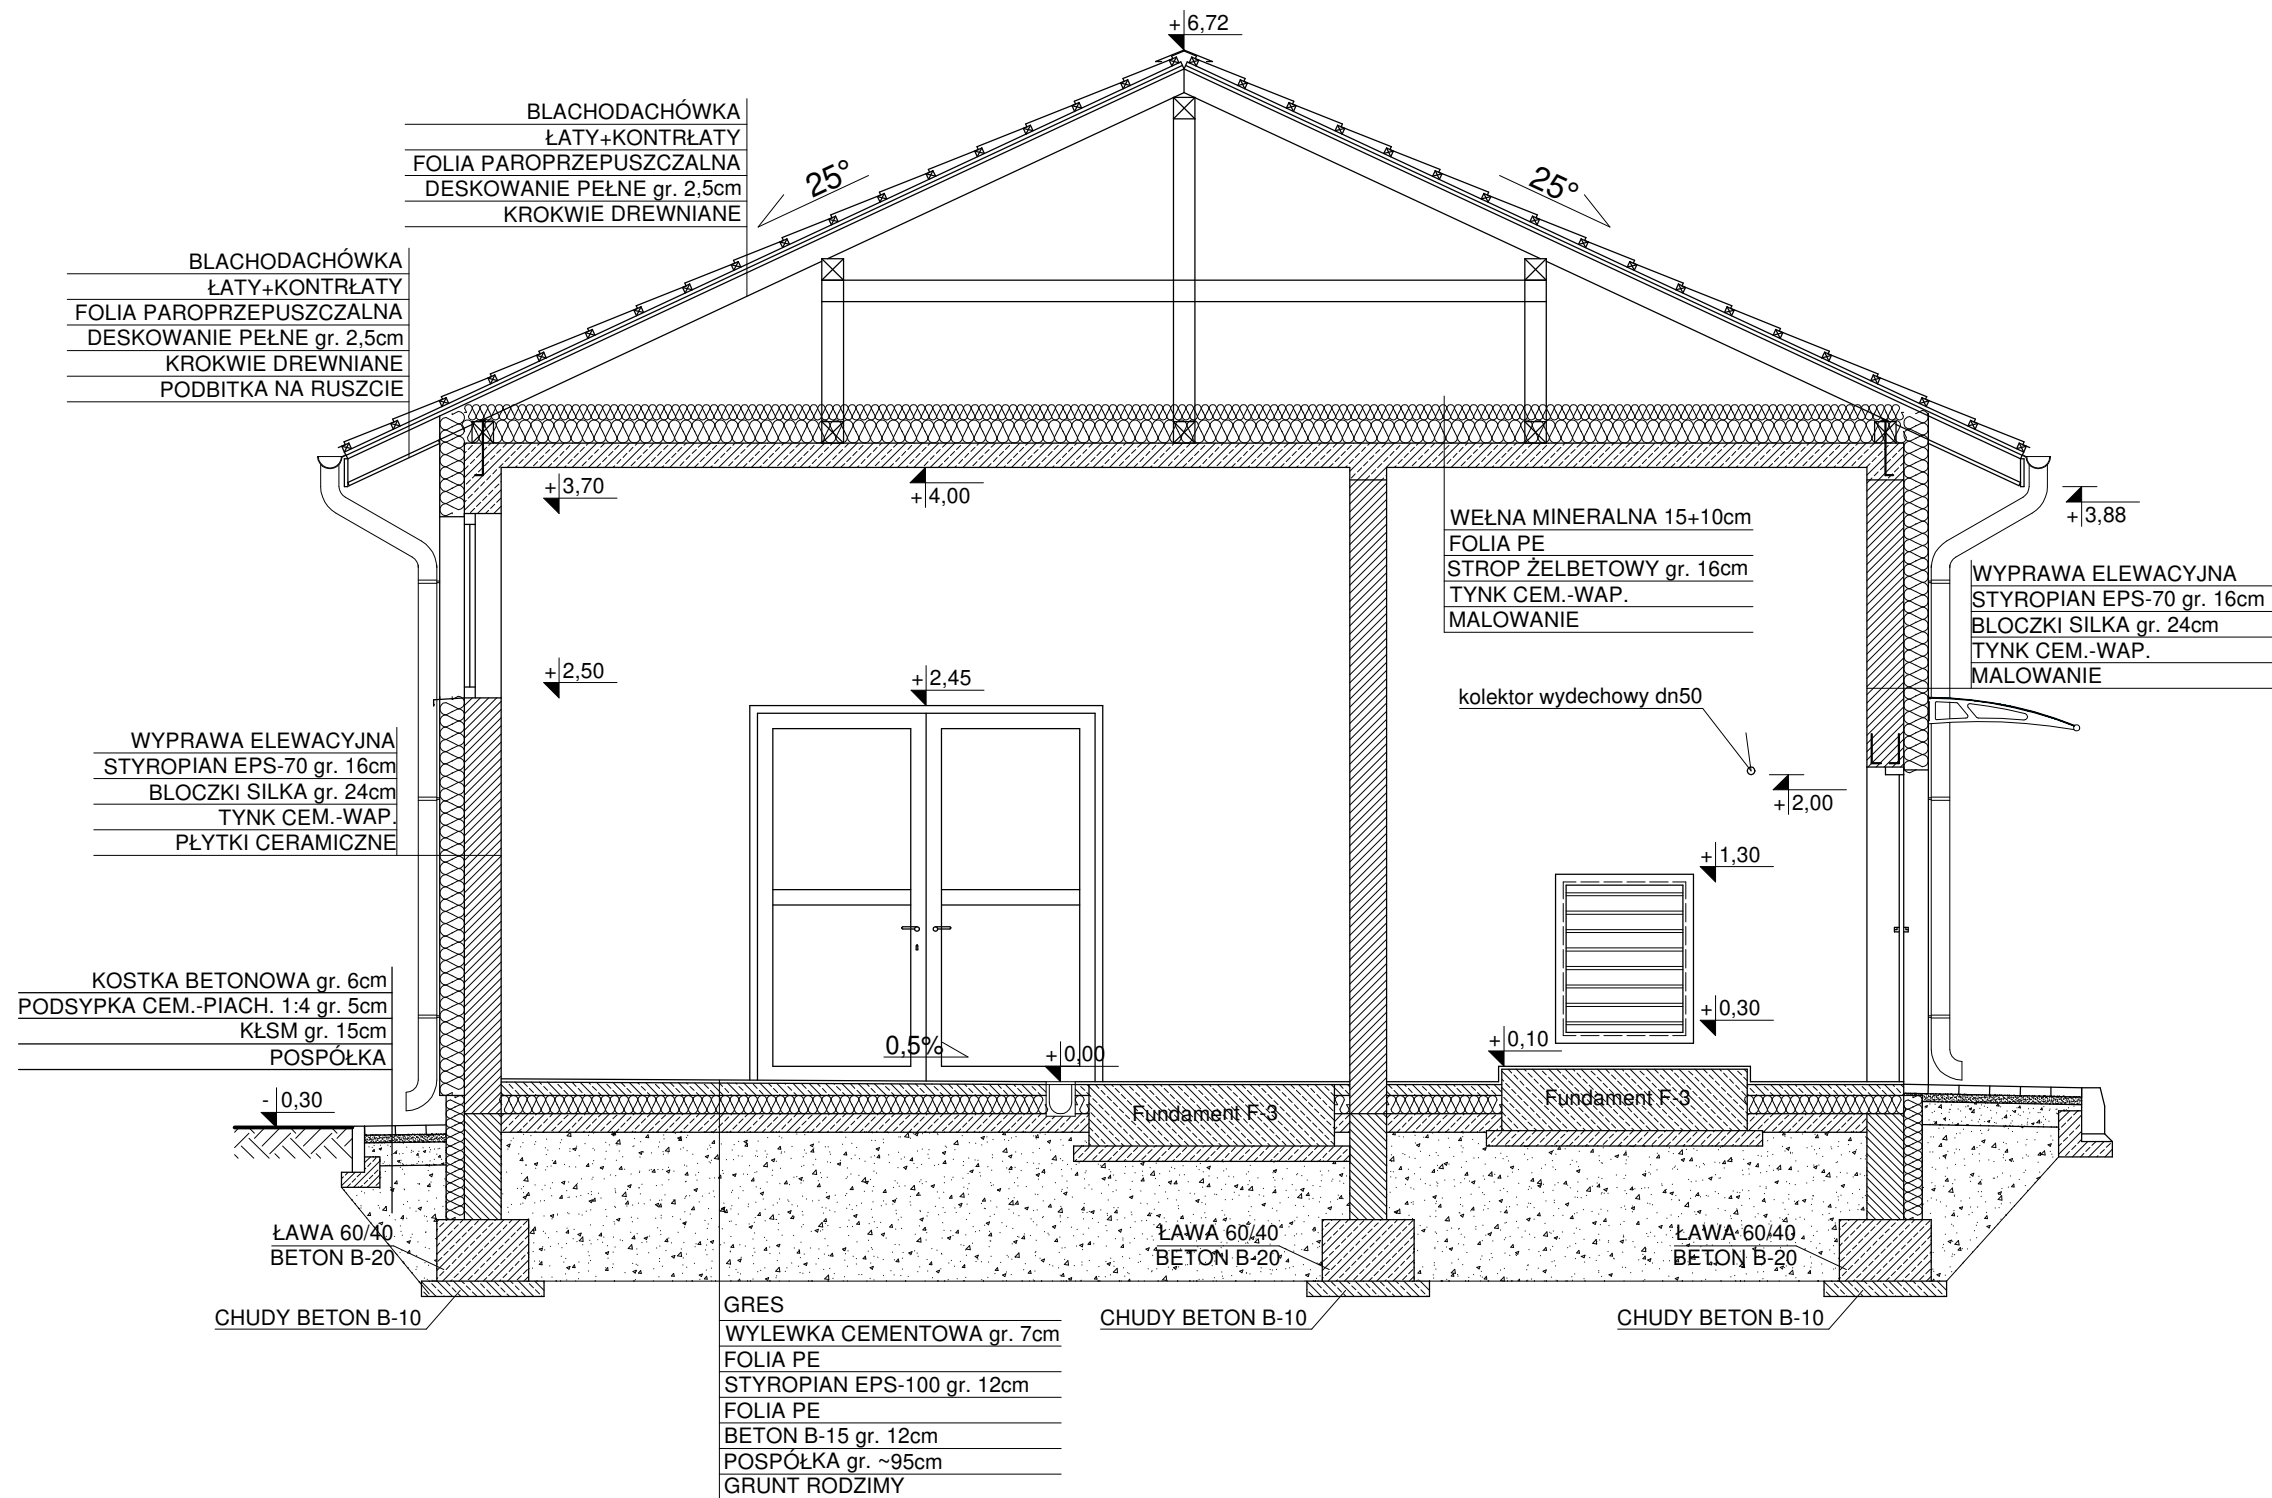 +6,72
BLACHODACHÓWKA
ŁATY+KONTRŁATY
FOLIA PAROPRZEPUSZCZALNA
DESKOWANIE PEŁNE gr. 2,5cm
KROKWIE DREWNIANE
25°
25°
BLACHODACHÓWKA
ŁATY+KONTRŁATY
FOLIA PAROPRZEPUSZCZALNA
DESKOWANIE PEŁNE gr. 2,5cm
KROKWIE DREWNIANE
PODBITKA NA RUSZCIE
+3,70
+4,00
+3,88
WEŁNA MINERALNA 15+10cm
FOLIA PE
STROP ŻELBETOWY gr. 16cm
TYNK CEM.-WAP.
MALOWANIE
WYPRAWA ELEWACYJNA
STYROPIAN EPS-70 gr. 16cm
BLOCZKI SILKA gr. 24cm
TYNK CEM.-WAP.
MALOWANIE
+2,50
+2,45
kolektor wydechowy dn50
WYPRAWA ELEWACYJNA
STYROPIAN EPS-70 gr. 16cm
BLOCZKI SILKA gr. 24cm
TYNK CEM.-WAP.
PŁYTKI CERAMICZNE
+2,00
+1,30
KOSTKA BETONOWA gr. 6cm
PODSYPKA CEM.-PIACH. 1:4 gr. 5cm
KŁSM gr. 15cm
POSPÓŁKA
+0,30
0,5%
+0,00
+0,10
- 0,30
Fundament F-3
Fundament F-3
ŁAWA 60/40
BETON B-20
ŁAWA 60/40
BETON B-20
ŁAWA 60/40
BETON B-20
CHUDY BETON B-10
CHUDY BETON B-10
CHUDY BETON B-10
GRES
WYLEWKA CEMENTOWA gr. 7cm
FOLIA PE
STYROPIAN EPS-100 gr. 12cm
FOLIA PE
BETON B-15 gr. 12cm
POSPÓŁKA gr. ~95cm
GRUNT RODZIMY